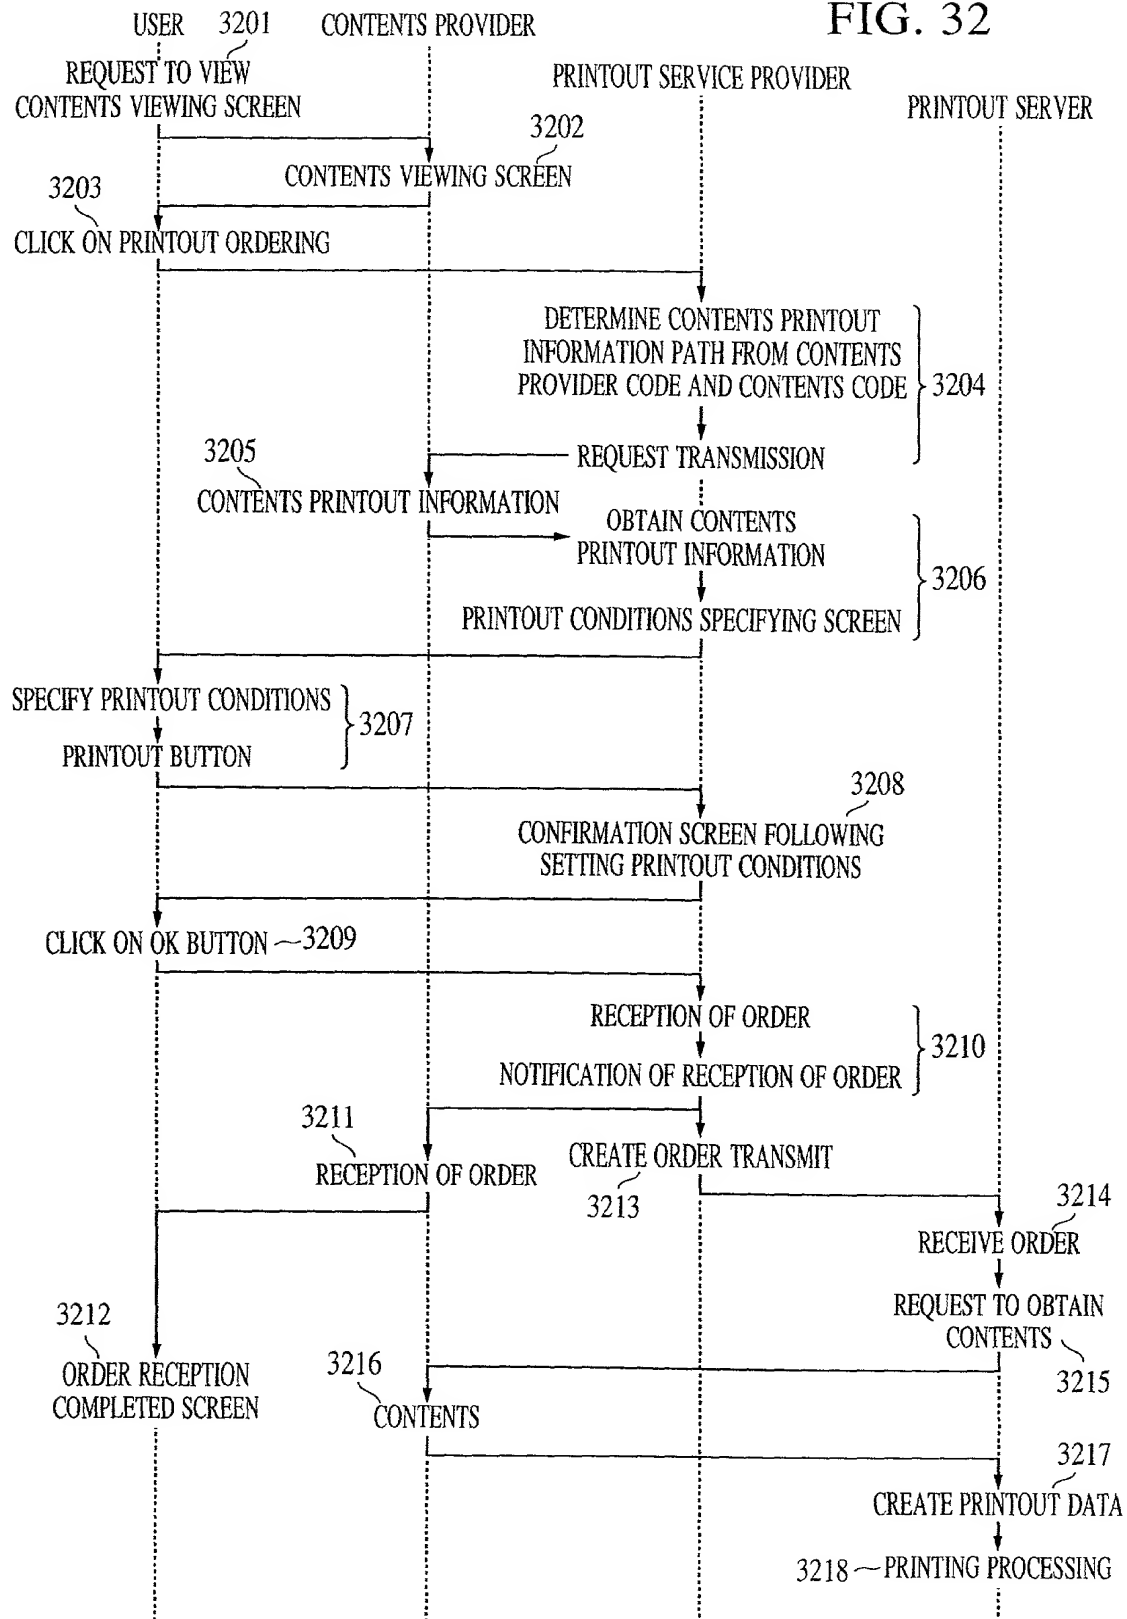 FIG. 32
USER
3201
CONTENTS PROVIDER
REQUEST TO VIEW
CONTENTS VIEWING SCREEN
PRINTOUT SERVICE PROVIDER
PRINTOUT SERVER
3202
CONTENTS VIEWING SCREEN
3203
CLICK ON PRINTOUT ORDERING
DETERMINE CONTENTS PRINTOUT
INFORMATION PATH FROM CONTENTS
PROVIDER CODE AND CONTENTS CODE
3204
REQUEST TRANSMISSION
3205
CONTENTS PRINTOUT INFORMATION
OBTAIN CONTENTS
PRINTOUT INFORMATION
3206
PRINTOUT CONDITIONS SPECIFYING SCREEN
SPECIFY PRINTOUT CONDITIONS
3207
PRINTOUT BUTTON
3208
CONFIRMATION SCREEN FOLLOWING
SETTING PRINTOUT CONDITIONS
CLICK ON OK BUTTON
3209
RECEPTION OF ORDER
3210
NOTIFICATION OF RECEPTION OF ORDER
3211
RECEPTION OF ORDER
CREATE ORDER TRANSMIT
3213
3214
RECEIVE ORDER
REQUEST TO OBTAIN
CONTENTS
3215
3212
ORDER RECEPTION
COMPLETED SCREEN
3216
CONTENTS
3217
CREATE PRINTOUT DATA
3218
PRINTING PROCESSING